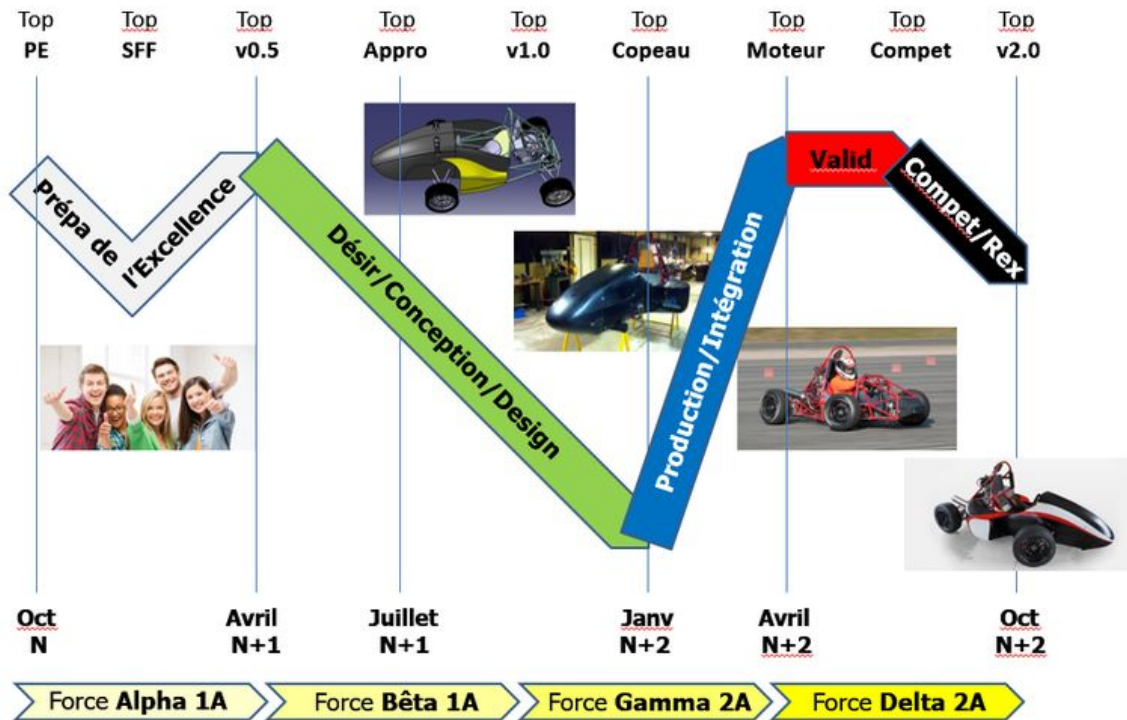 Top Top Top Top Top Top Top Top Top
PE SFF v0.5 Appro v1.0 Copeau Moteur Compet v2.0
Prépa de
l'Excellence
Désir/Conception/Design
Production/Intégration
Valid
Compet/Rex
Oct Avril Juillet Janv Avril Oct
N N+1 N+1 N+2 N+2 N+2
Force Alpha 1A Force Bêta 1A Force Gamma 2A Force Delta 2A